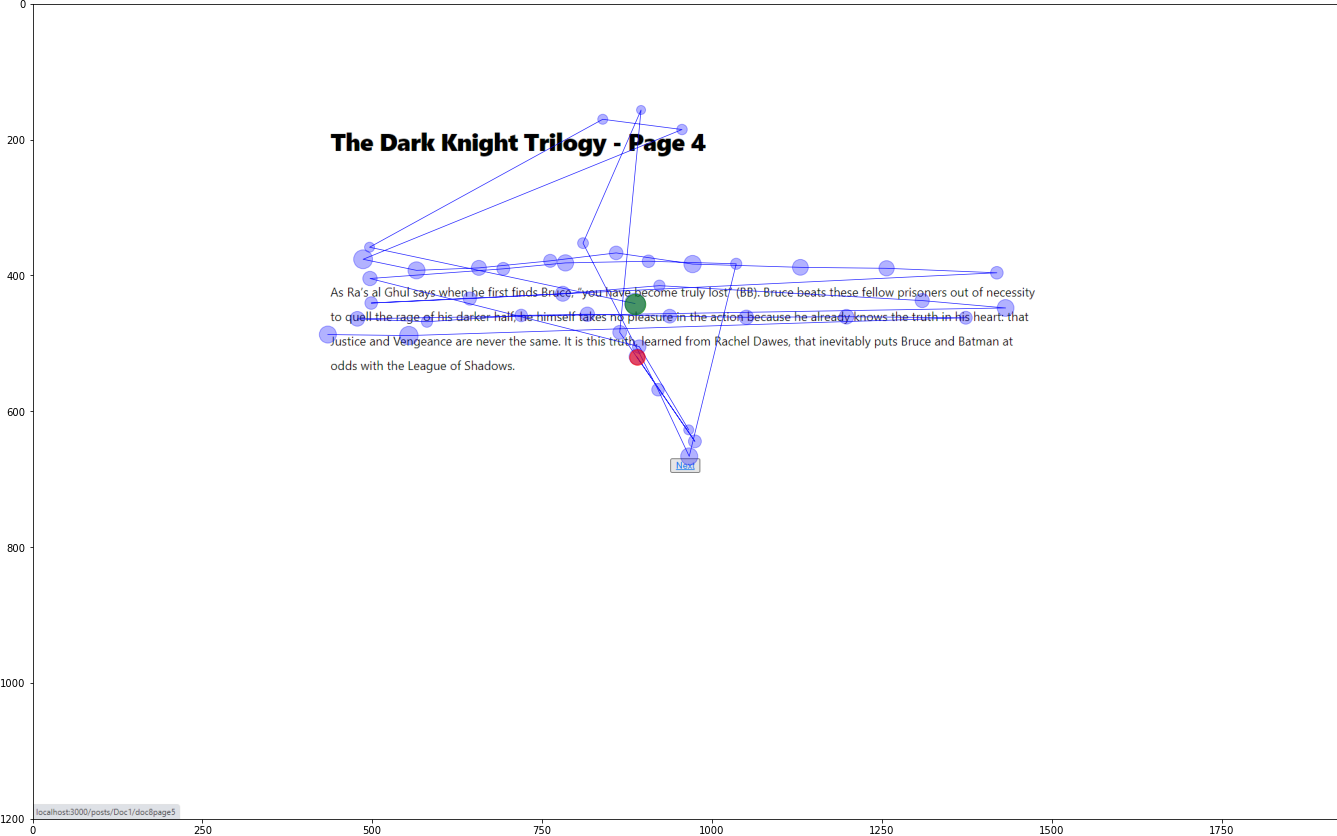 0
200
The Dark Knight Trilogy - Page 4
400
As Ra's al Ghul says when he first finds Bruce, "you have become truly lost" (BB). Bruce beats these fellow prisoners out of necessity
to quell the rage of his darker half, he himself takes no pleasure in the action because he already knows the truth in his heart: that
Justice and Vengeance are never the same. It is this truth, learned from Rachel Dawes, that inevitably puts Bruce and Batman at
odds with the League of Shadows.
600
Next
800
1000
localhost:3000/posts/Doc1/doc8page5
1200
0 250 500 750 1000 1250 1500 1750